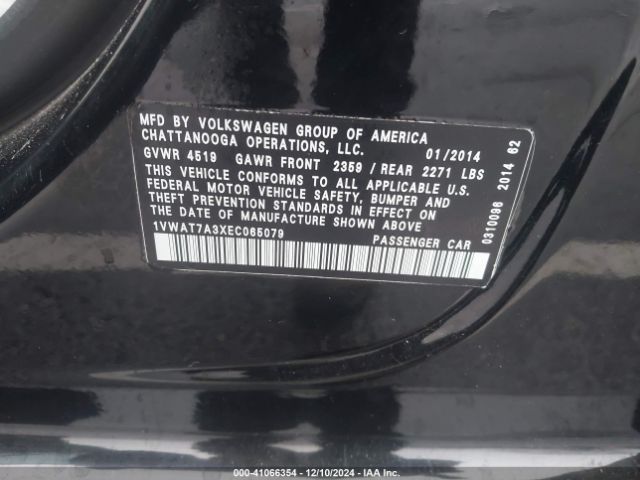 MFD BY VOLKSWAGEN GROUP OF AMERICA
CHATTANOOGA OPERATIONS, LLC. 01/2014
GVWR 4519 GAWR FRONT 2359 / REAR 2271 LBS
THIS VEHICLE CONFORMS TO ALL APPLICABLE U.S.
FEDERAL MOTOR VEHICLE SAFETY, BUMPER AND
THEFT PREVENTION STANDARDS IN EFFECT ON THE
DATE OF MANUFACTURE SHOWN ABOVE
1VWAT7A3XEC065079 PASSENGER CAR
0310096 2014 62
000-41066354 - 12/10/2024 - IAA Inc.